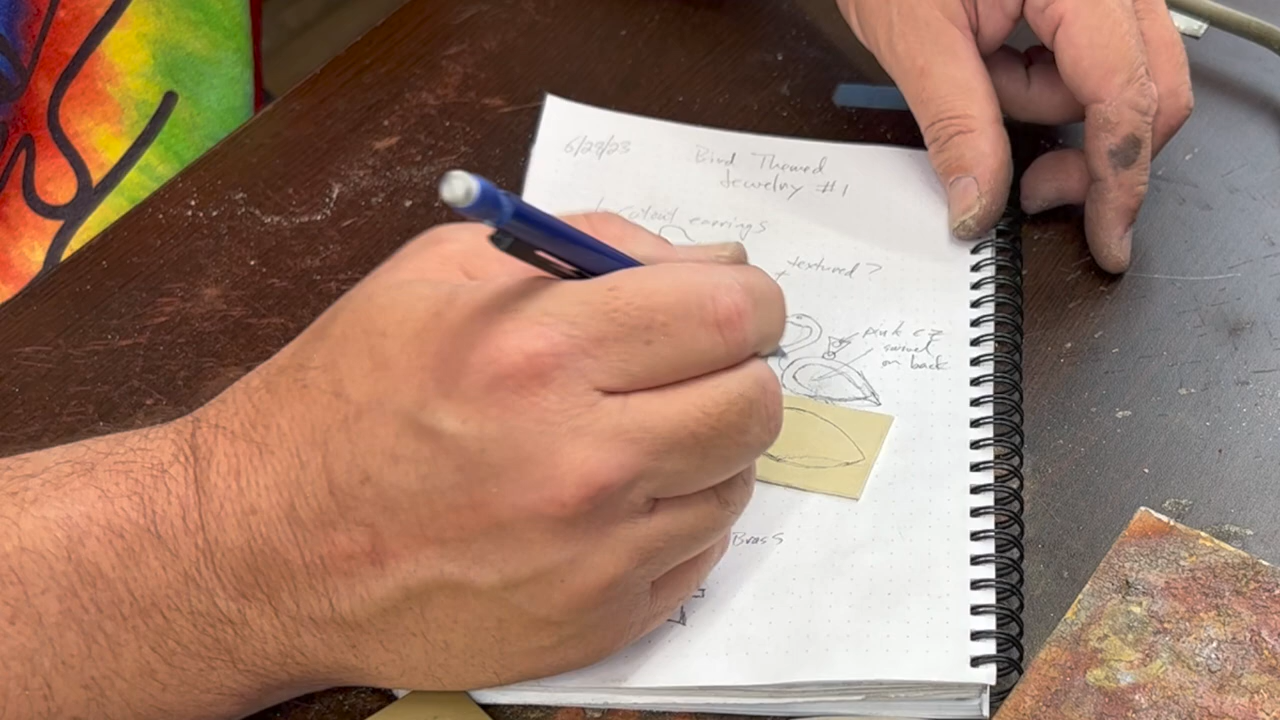 6/28/23
Bird Themed
Jewelry #1
Cutout earrings
textured?
pink CZ
swivel
on back
Brass